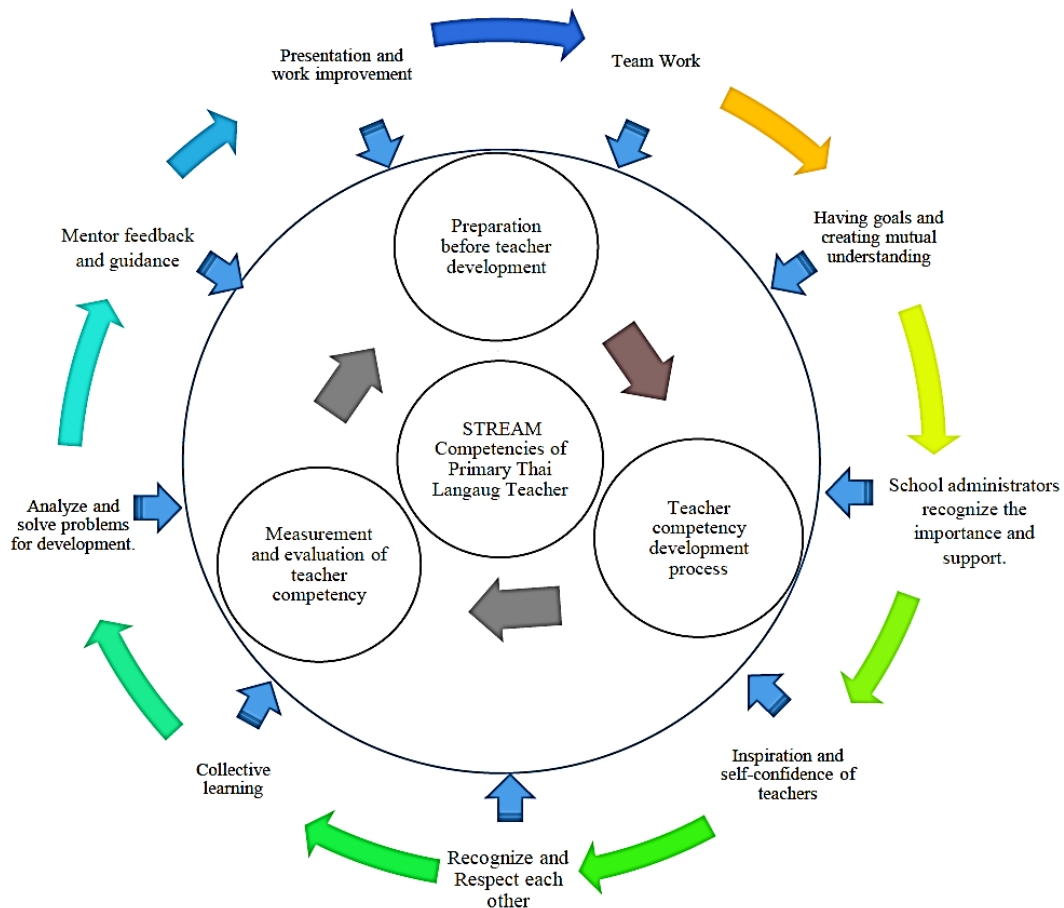 Presentation and
work improvement
Team Work
Having goals and
creating mutual
understanding
School administrators
recognize the
importance and
support.
Inspiration and
self-confidence of
teachers
Recognize and
Respect each
other
Collective
learning
Analyze and
solve problems
for development.
Mentor feedback
and guidance
Preparation
before teacher
development
STREAM
Competencies of
Primary Thai
Langaug Teacher
Teacher
competency
development
process
Measurement
and evaluation of
teacher
competency